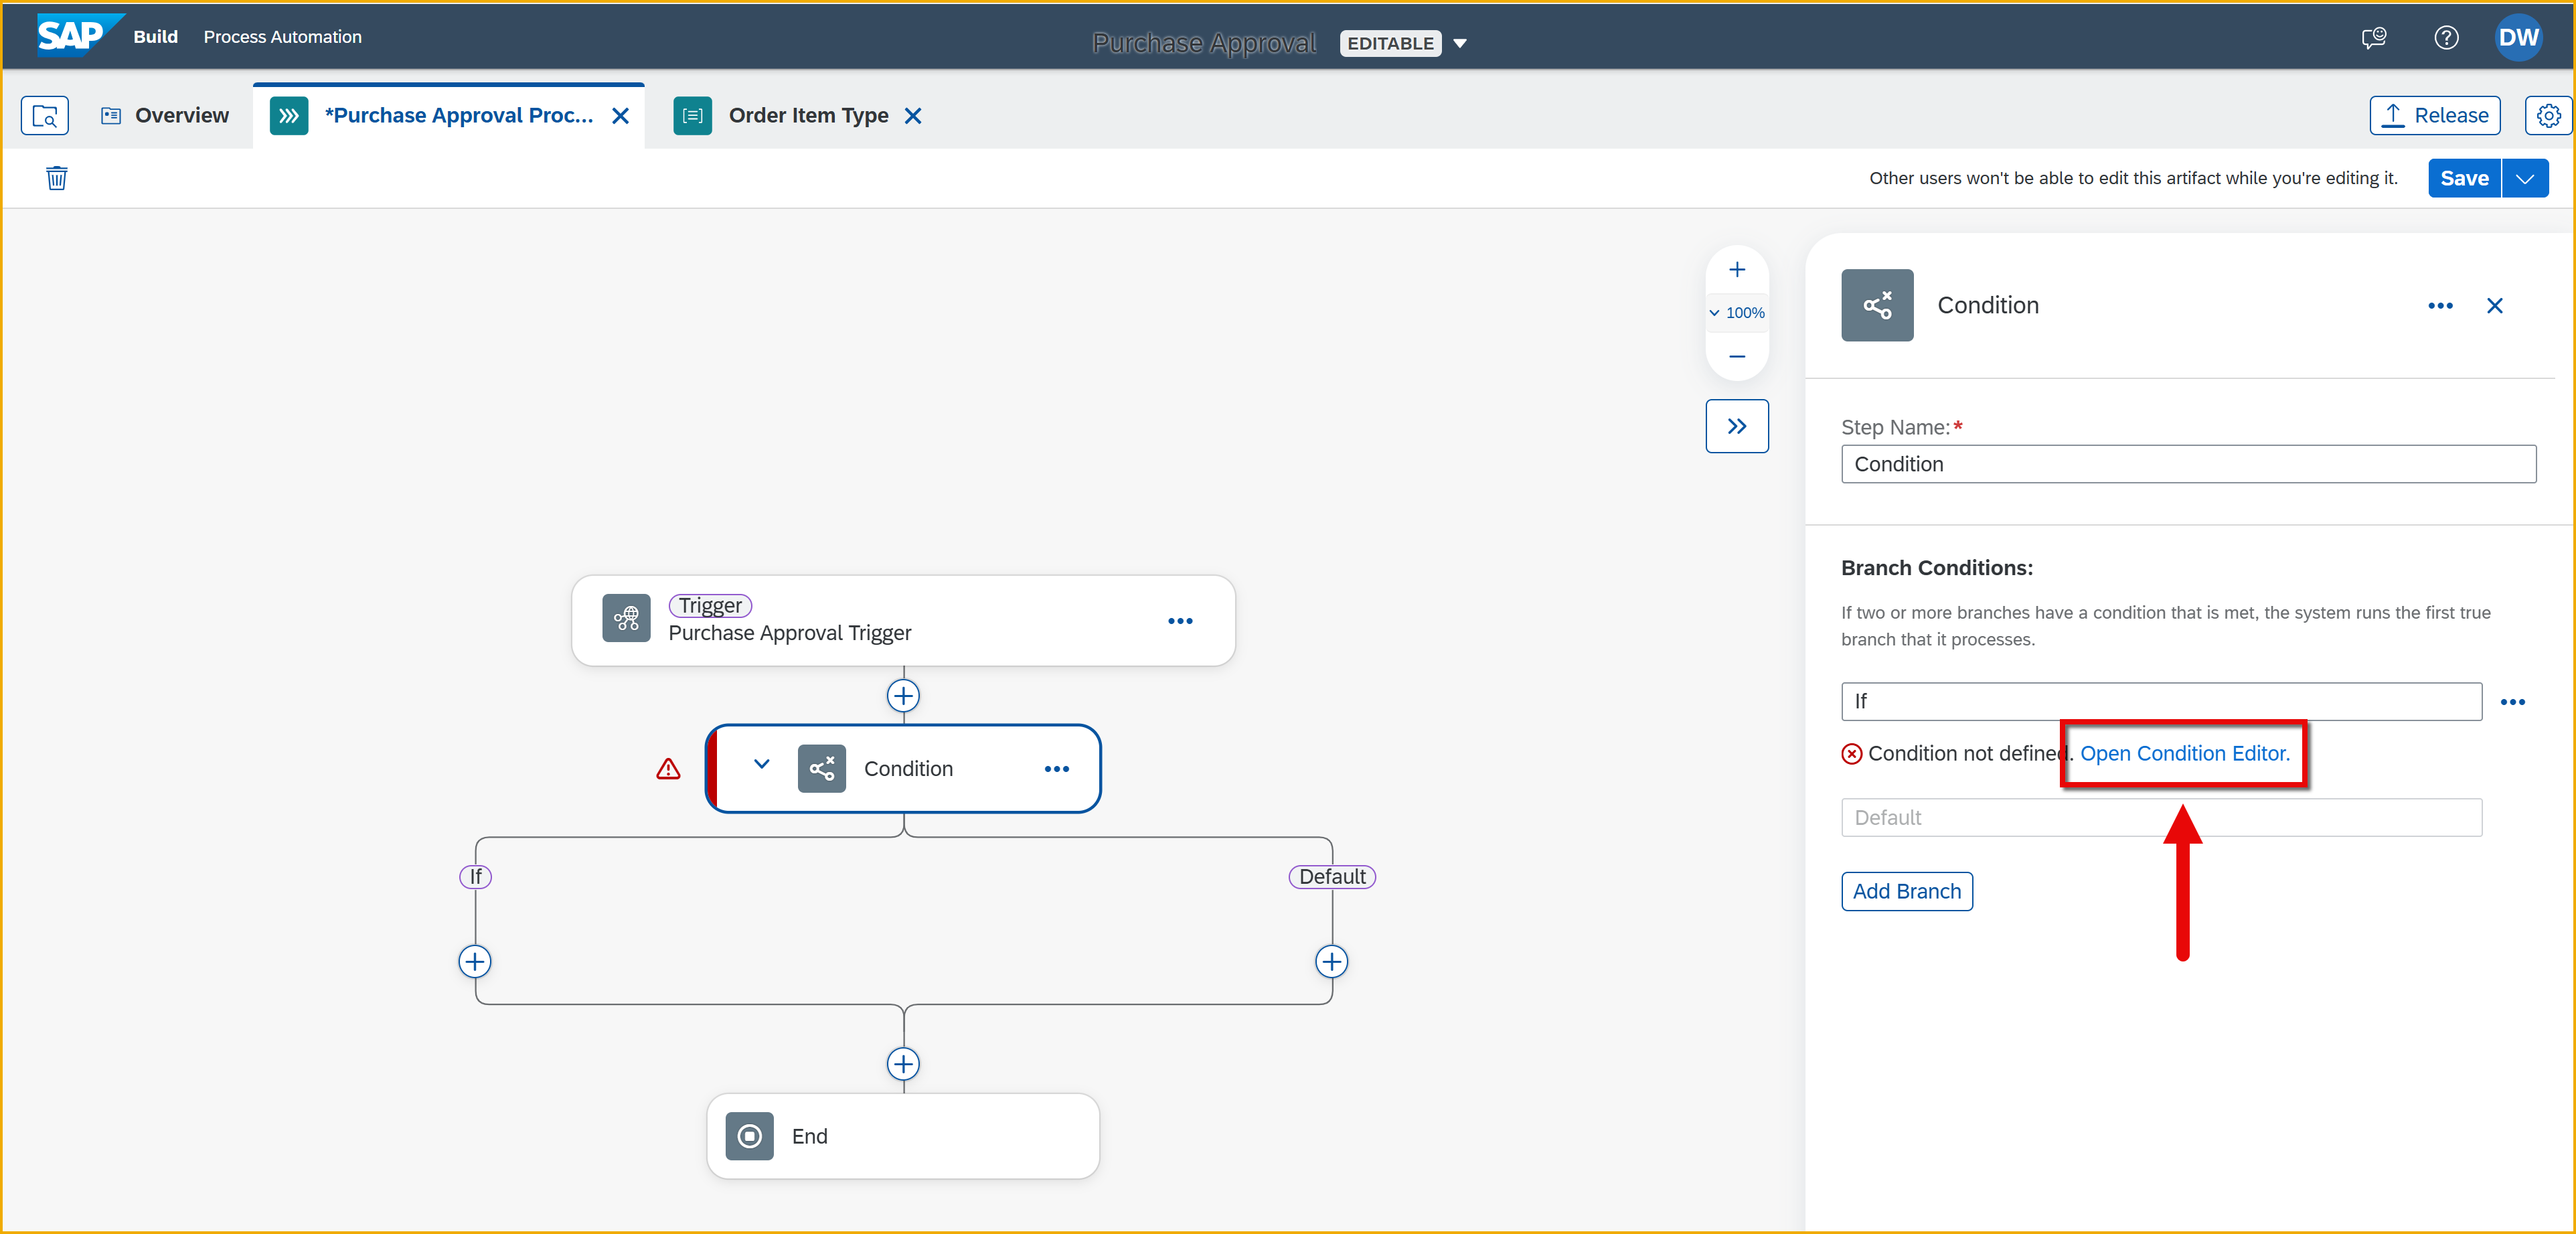 SAP Build Process Automation
Purchase Approval EDITABLE
Overview
*Purchase Approval Proc...
Order Item Type
Release
Other users won't be able to edit this artifact while you're editing it.
Save
100%
Condition
Step Name:*
Condition
Branch Conditions:
If two or more branches have a condition that is met, the system runs the first true
branch that it processes.
If
Condition not defined. Open Condition Editor.
Default
Add Branch
Trigger
Purchase Approval Trigger
Condition
If
Default
End
DW